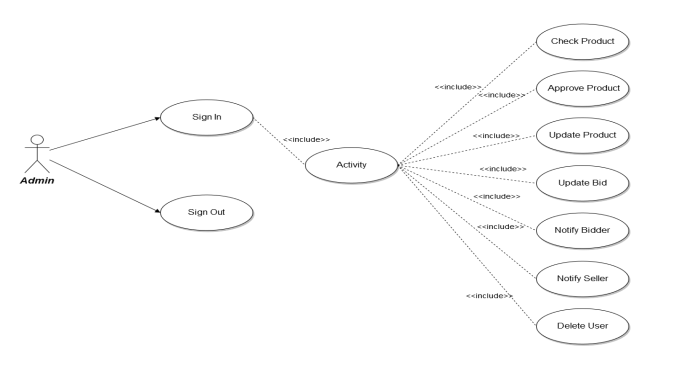 Check Product
<<include>>
Approve Product
<<include>>
Sign In
<<include>>
Update Product
<<include>>
Activity
<<include>>
Update Bid
Admin
<<include>>
Sign Out
<<include>>
Notify Bidder
Notify Seller
<<include>>
Delete User